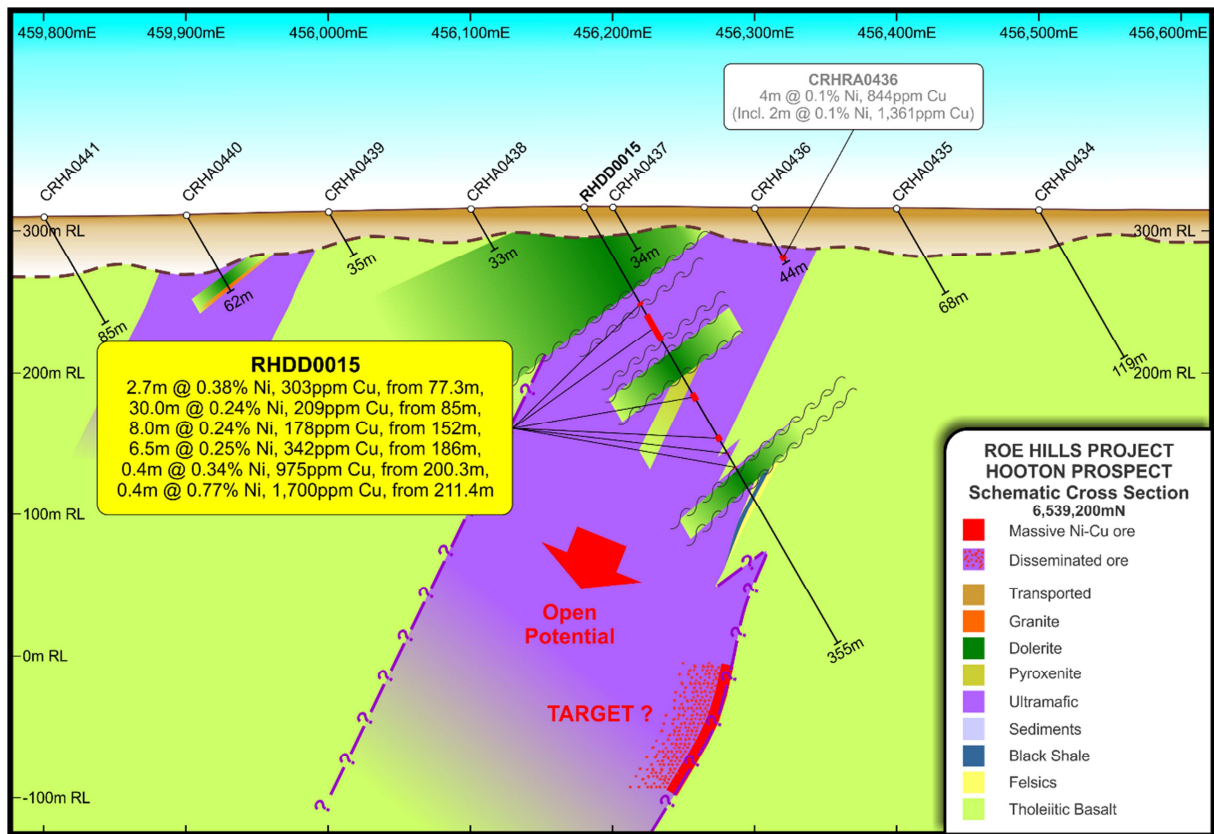 459,800mE 459,900mE 456,000mE 456,100mE 456,200mE 456,300mE 456,400mE 456,500mE 456,600mE
CRHRA0436
4m @ 0.1% Ni, 844ppm Cu
(Incl. 2m @ 0.1% Ni, 1,361ppm Cu)
CRHA0441
CRHA0440
CRHA0439
CRHA0438
RHDD0015
CRHA0437
CRHA0436
CRHA0435
CRHA0434
300m RL
300m RL
35m
33m
34m
44m
62m
68m
85m
119m
200m RL
200m RL
RHDD0015
2.7m @ 0.38% Ni, 303ppm Cu, from 77.3m,
30.0m @ 0.24% Ni, 209ppm Cu, from 85m,
8.0m @ 0.24% Ni, 178ppm Cu, from 152m,
6.5m @ 0.25% Ni, 342ppm Cu, from 186m,
0.4m @ 0.34% Ni, 975ppm Cu, from 200.3m,
0.4m @ 0.77% Ni, 1,700ppm Cu, from 211.4m
?
100m RL
?
?
?
?
?
?
?
?
?
?
?
?
Open
Potential
355m
0m RL
TARGET ?
-100m RL
ROE HILLS PROJECT
HOOTON PROSPECT
Schematic Cross Section
6,539,200mN
Massive Ni-Cu ore
Disseminated ore
Transported
Granite
Dolerite
Pyroxenite
Ultramafic
Sediments
Black Shale
Felsics
Tholeiitic Basalt